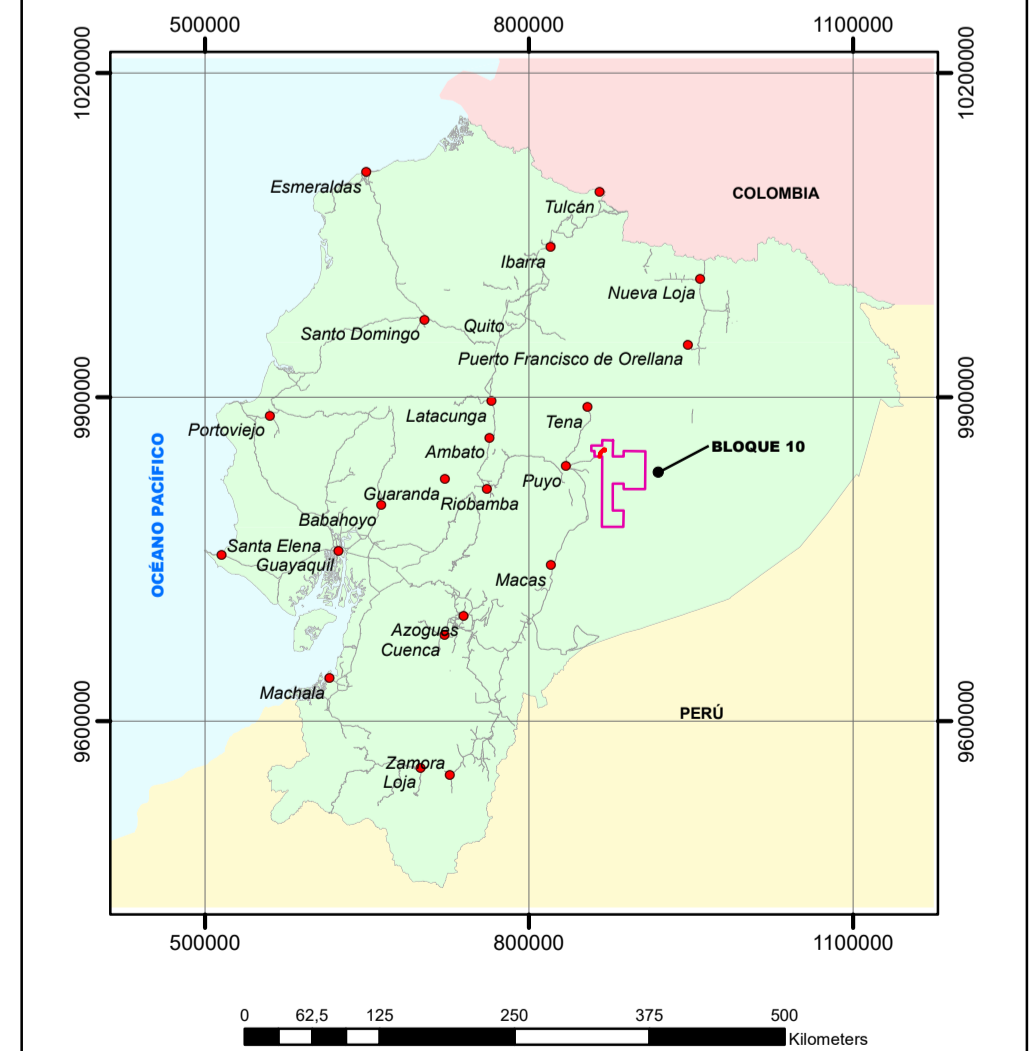 500000
800000
1100000
10200000
10200000
Esmeraldas
COLOMBIA
Tulcán
Ibarra
Nueva Loja
Quito
Santo Domingo
Puerto Francisco de Orellana
9900000
9900000
Latacunga
Tena
Portoviejo
BLOQUE 10
Ambato
Puyo
Guaranda
Riobamba
Babahoyo
OCÉANO PACÍFICO
Santa Elena
Guayaquil
Macas
Azogues
Cuenca
Machala
PERÚ
9600000
9600000
Zamora
Loja
500000
800000
1100000
0
62,5
125
250
375
500
Kilometers